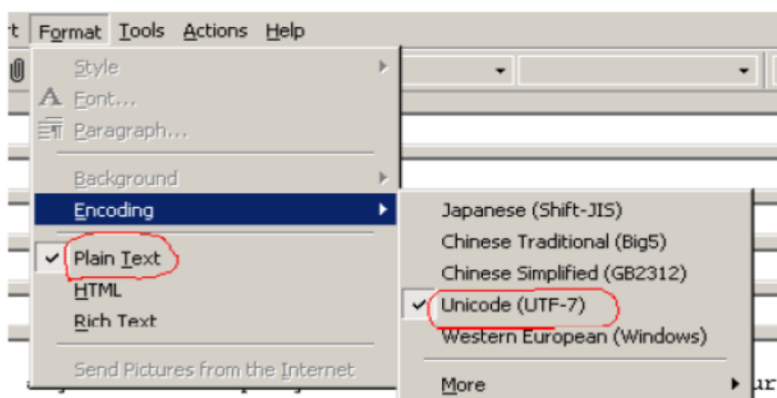 Format Tools Actions Help
Style
Font...
Paragraph...
Background
Encoding
Plain Text
HTML
Rich Text
Send Pictures from the Internet
Japanese (Shift-JIS)
Chinese Traditional (Big5)
Chinese Simplified (GB2312)
Unicode (UTF-7)
Western European (Windows)
More